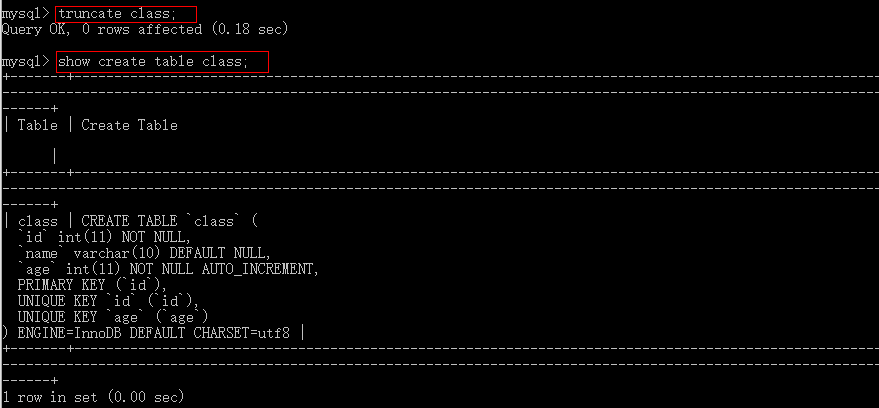 mysql> truncate class;
Query OK, 0 rows affected (0.18 sec)
mysql> show create table class;
+-------+---------------------------------------------------------------------------------------------------
--------------------------------------------------------------------------------------------------------------
------+
| Table | Create Table
|
+-------+---------------------------------------------------------------------------------------------------
--------------------------------------------------------------------------------------------------------------
------+
| class | CREATE TABLE `class` (
`id` int(11) NOT NULL,
`name` varchar(10) DEFAULT NULL,
`age` int(11) NOT NULL AUTO_INCREMENT,
PRIMARY KEY (`id`),
UNIQUE KEY `id` (`id`),
UNIQUE KEY `age` (`age`)
) ENGINE=InnoDB DEFAULT CHARSET=utf8 |
+-------+---------------------------------------------------------------------------------------------------
--------------------------------------------------------------------------------------------------------------
------+
1 row in set (0.00 sec)